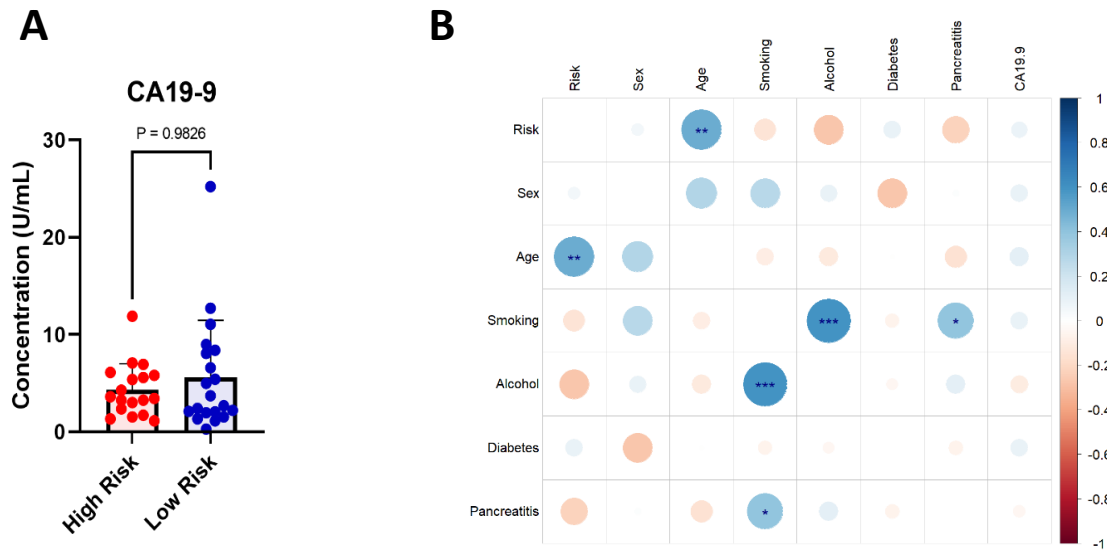 A
CA19-9
P = 0.9826
Concentration (U/mL)
30
20
10
0
High Risk
Low Risk
B
Risk
Sex
Age
Smoking
Alcohol
Diabetes
Pancreatitis
CA19.9
Risk
**
Sex
Age
**
Smoking
***
*
Alcohol
***
Diabetes
Pancreatitis
*
1
0.8
0.6
0.4
0.2
0
-0.2
-0.4
-0.6
-0.8
-1